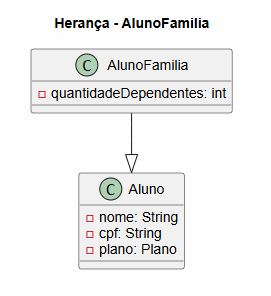 Herança - AlunoFamilia
C AlunoFamilia
quantidadeDependentes: int
C Aluno
nome: String
cpf: String
plano: Plano